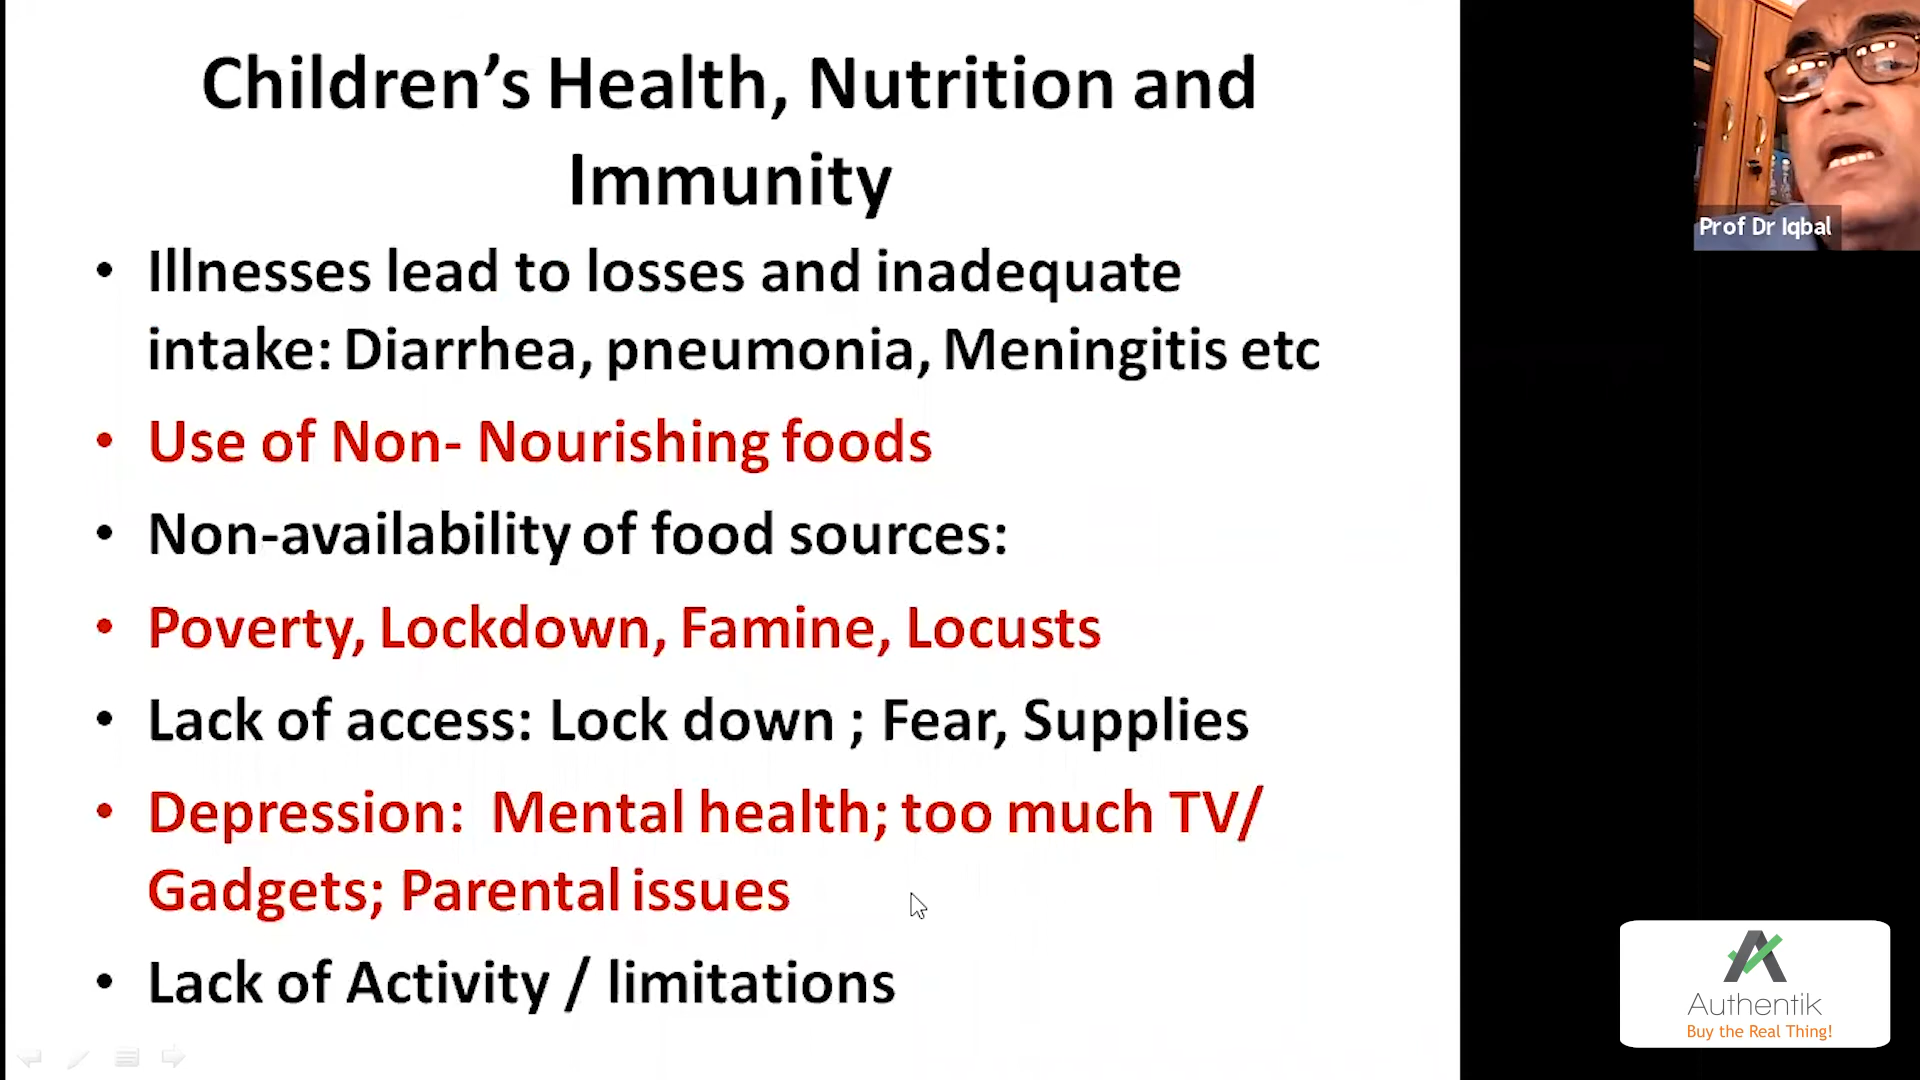 Children’s Health, Nutrition and
Immunity
• Illnesses lead to losses and inadequate
intake: Diarrhea, pneumonia, Meningitis etc
• Use of Non- Nourishing foods
• Non-availability of food sources:
• Poverty, Lockdown, Famine, Locusts
• Lack of access: Lock down ; Fear, Supplies
• Depression:  Mental health; too much TV/
Gadgets; Parental issues
• Lack of Activity / limitations
Prof Dr Iqbal
Authentik
Buy the Real Thing!